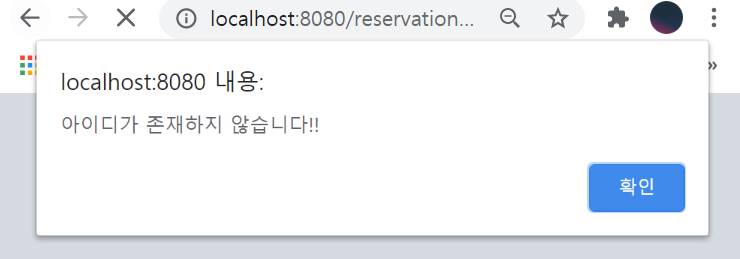 localhost:8080/reservation...
»
localhost:8080 내용:
아이디가 존재하지 않습니다!!
확인